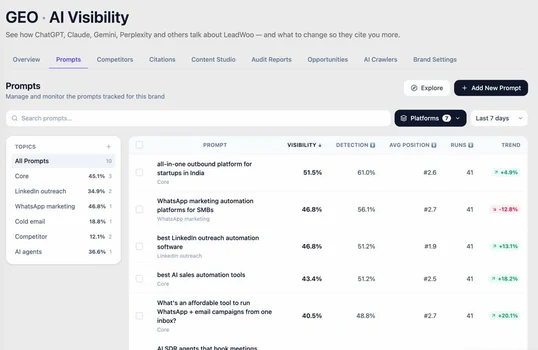 GEO · AI Visibility
See how ChatGPT, Claude, Gemini, Perplexity and others talk about LeadWoo — and what to change so they cite you more.
Overview Prompts Competitors Citations Content Studio Audit Reports Opportunities AI Crawlers Brand Settings
Prompts
Manage and monitor the prompts tracked for this brand
Explore
+ Add New Prompt
Search prompts...
Platforms 7
Last 7 days
TOPICS +
All Prompts 10
Core 45.1% 3
LinkedIn outreach 34.9% 2
WhatsApp marketing 46.8% 1
Cold email 18.8% 1
Competitor 12.1% 2
AI agents 36.6% 1
PROMPT VISIBILITY DETECTION AVG POSITION RUNS TREND
all-in-one outbound platform for
startups in India
Core
51.5% 61.0% #2.6 41 +4.9%
WhatsApp marketing automation
platforms for SMBs
WhatsApp marketing
46.8% 56.1% #2.7 41 -12.8%
best LinkedIn outreach automation
software
LinkedIn outreach
46.8% 51.2% #1.9 41 +13.1%
best AI sales automation tools
Core
43.4% 51.2% #2.5 41 +18.2%
What's an affordable tool to run
WhatsApp + email campaigns from one
inbox?
Core
40.5% 48.8% #2.7 41 +20.1%
AI SDR agents that book meetings